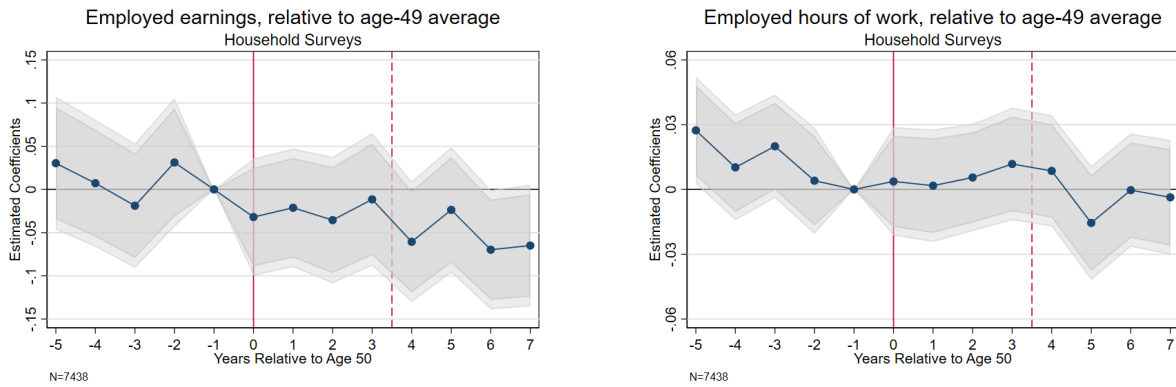 Employed earnings, relative to age-49 average
Household Surveys
.15
.1
.05
0
-.05
-.1
-.15
Estimated Coefficients
-5 -4 -3 -2 -1 0 1 2 3 4 5 6 7
Years Relative to Age 50
N=7438
Employed hours of work, relative to age-49 average
Household Surveys
.06
.03
0
-.03
-.06
Estimated Coefficients
-5 -4 -3 -2 -1 0 1 2 3 4 5 6 7
Years Relative to Age 50
N=7438